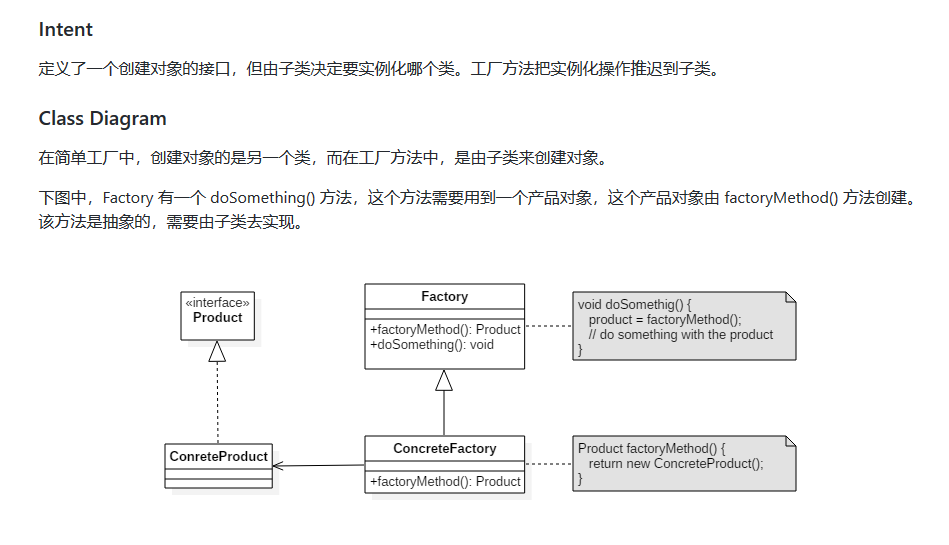 Intent
定义了一个创建对象的接口，但由子类决定要实例化哪个类。工厂方法把实例化操作推迟到子类。
Class Diagram
在简单工厂中，创建对象的是另一个类，而在工厂方法中，是由子类来创建对象。
下图中，Factory 有一个 doSomething() 方法，这个方法需要用到一个产品对象，这个产品对象由 factoryMethod() 方法创建。
该方法是抽象的，需要由子类去实现。
«interface»
Product
Factory
+factoryMethod(): Product
+doSomething(): void
void doSomethig() {
product = factoryMethod();
// do something with the product
}
ConreteProduct
ConcreteFactory
+factoryMethod(): Product
Product factoryMethod() {
return new ConcreteProduct();
}